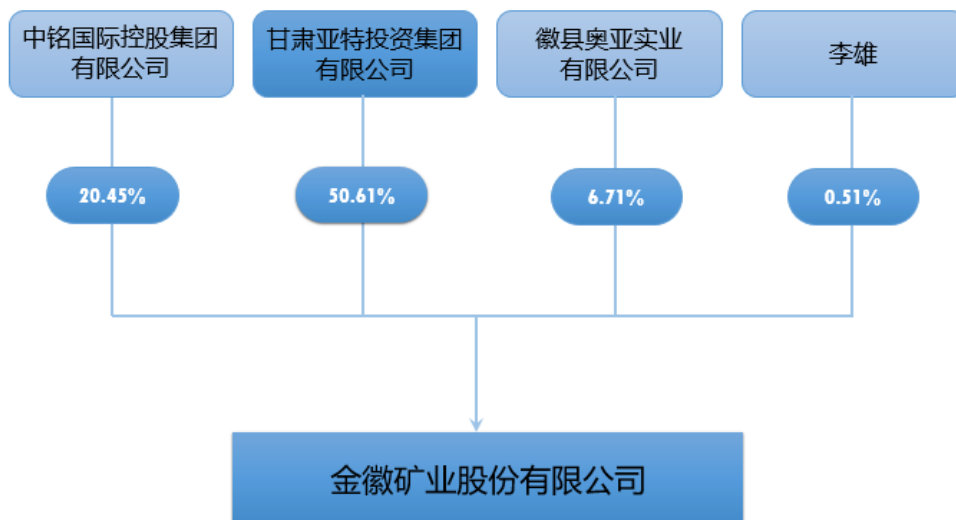 中铭国际控股集团
有限公司
甘肃亚特投资集团
有限公司
徽县奥亚实业
有限公司
李雄
20.45%
50.61%
6.71%
0.51%
金徽矿业股份有限公司